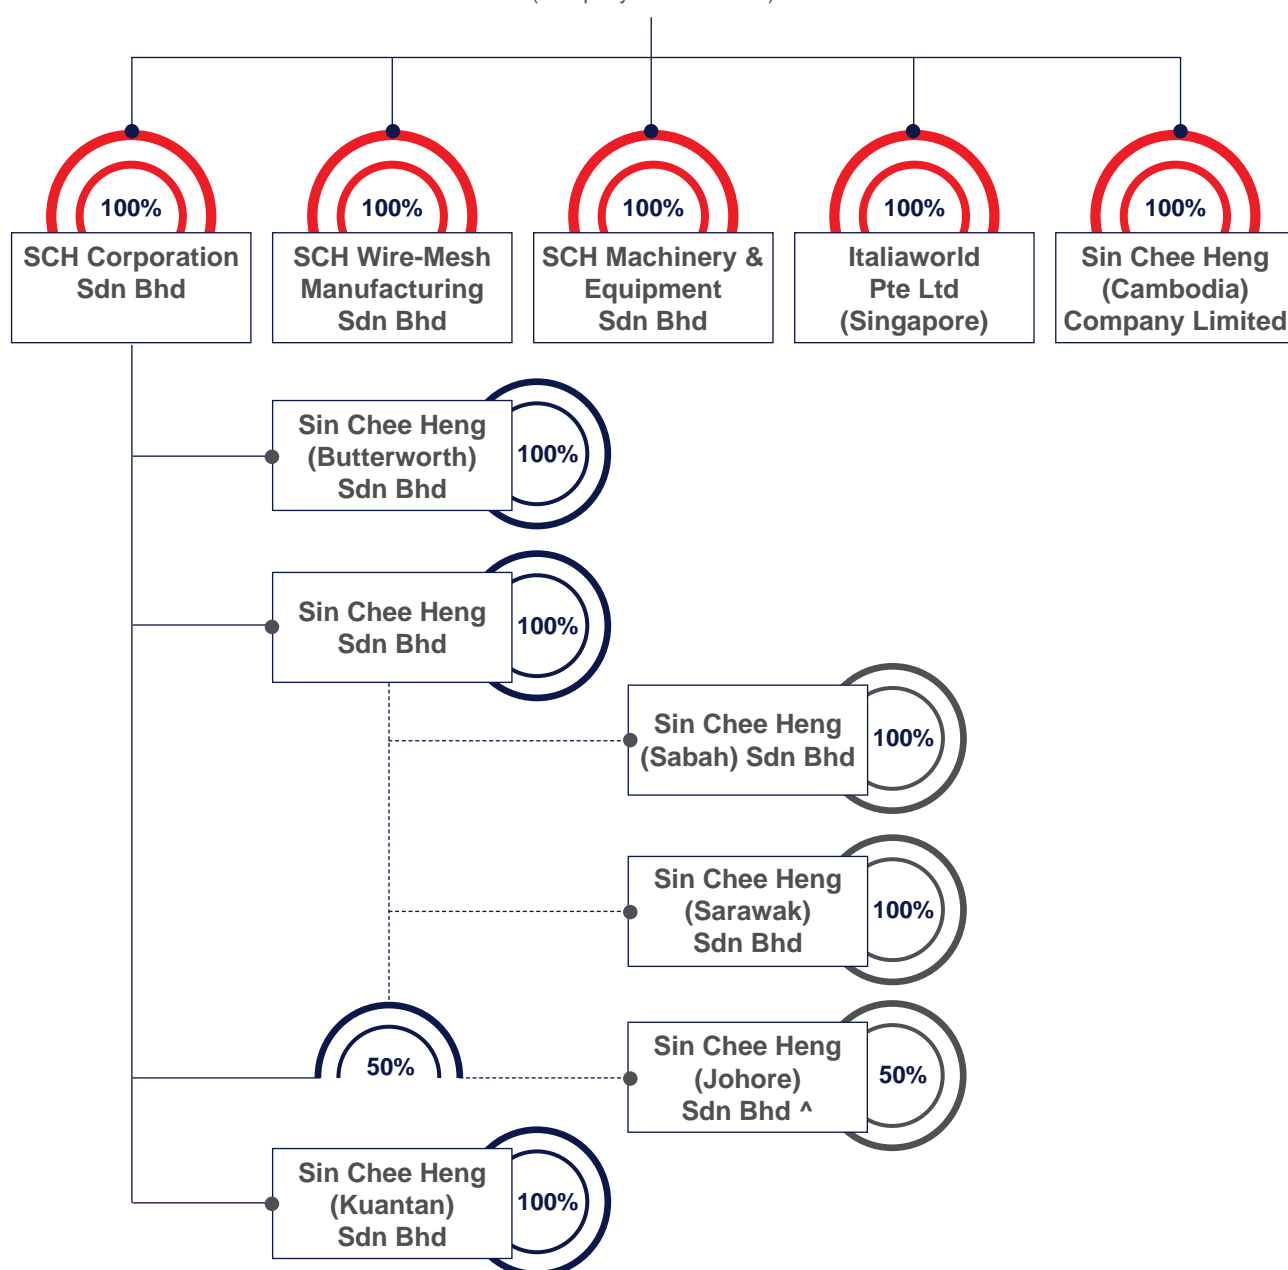 100%
100%
100%
100%
100%
SCH Corporation
Sdn Bhd
SCH Wire-Mesh
Manufacturing
Sdn Bhd
SCH Machinery &
Equipment
Sdn Bhd
Italiaworld
Pte Ltd
(Singapore)
Sin Chee Heng
(Cambodia)
Company Limited
Sin Chee Heng
(Butterworth)
Sdn Bhd
100%
Sin Chee Heng
Sdn Bhd
100%
Sin Chee Heng
(Sabah) Sdn Bhd
100%
Sin Chee Heng
(Sarawak)
Sdn Bhd
100%
50%
Sin Chee Heng
(Johore)
Sdn Bhd ^
50%
Sin Chee Heng
(Kuantan)
Sdn Bhd
100%